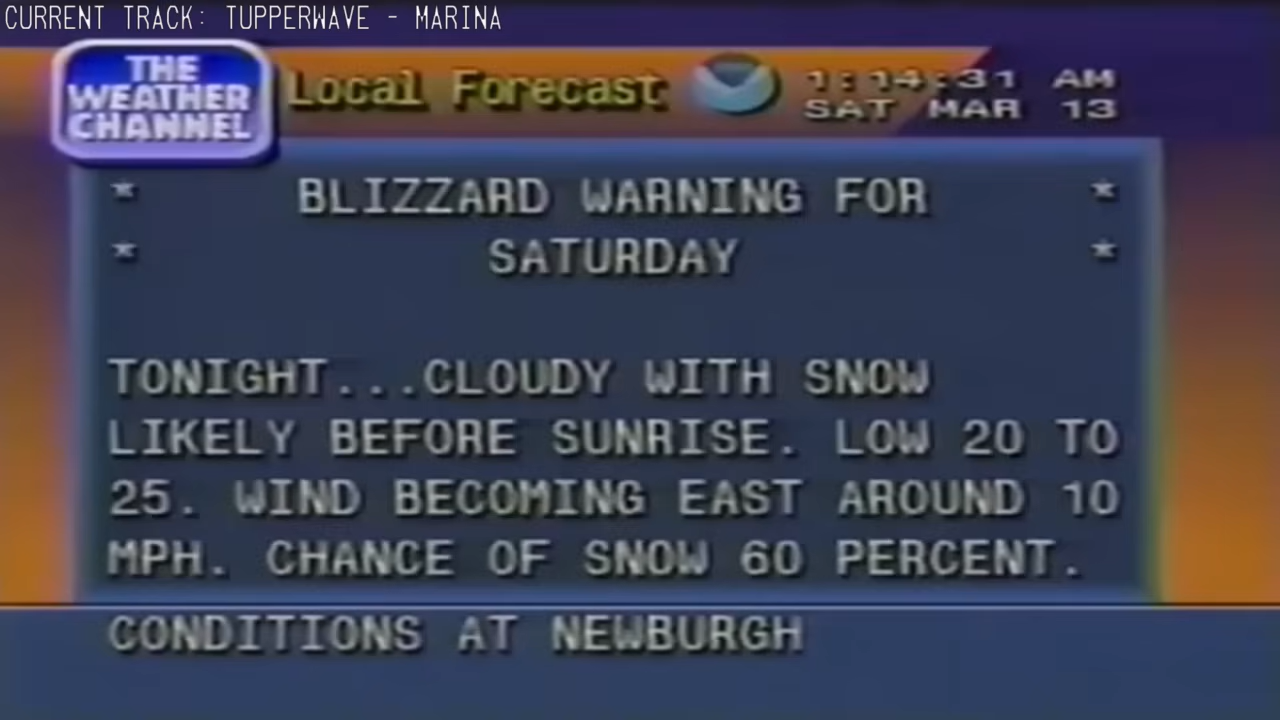 CURRENT TRACK: TUPPERWAVE - MARINA
THE
WEATHER
CHANNEL
Local Forecast
1:14:31 AM
SAT MAR 13
* BLIZZARD WARNING FOR *
* SATURDAY *
TONIGHT...CLOUDY WITH SNOW
LIKELY BEFORE SUNRISE. LOW 20 TO
25. WIND BECOMING EAST AROUND 10
MPH. CHANCE OF SNOW 60 PERCENT.
CONDITIONS AT NEWBURGH